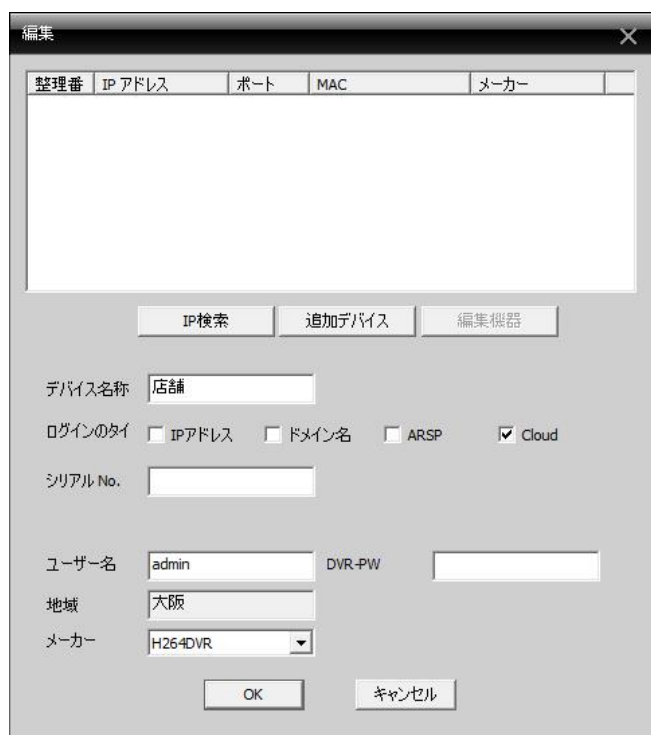 編集
整理番 IP アドレス ポート MAC メーカー
IP検索 追加デバイス 編集機器
デバイス名称 店舗
ログインのタイ IPアドレス ドメイン名 ARSP Cloud
シリアル No.
ユーザー名 admin DVR-PW
地域 大阪
メーカー H264DVR
OK キャンセル